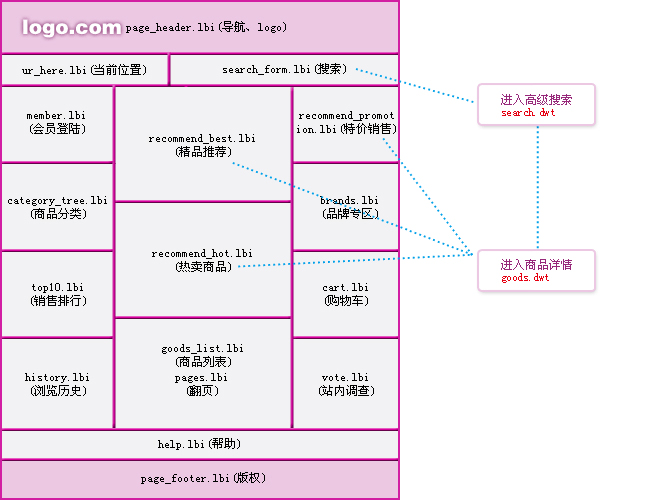 logo.com page_header.lbi(导航、logo)
ur_here.lbi(当前位置)
search_form.lbi(搜索)
member.lbi
(会员登陆)
recommend_best.lbi
(精品推荐)
recommend_promot
ion.lbi(特价销售)
进入高级搜索
search.dwt
category_tree.lbi
(商品分类)
brands.lbi
(品牌专区)
recommend_hot.lbi
(热卖商品)
进入商品详情
goods.dwt
top10.lbi
(销售排行)
cart.lbi
(购物车)
goods_list.lbi
(商品列表)
pages.lbi
(翻页)
history.lbi
(浏览历史)
vote.lbi
(站内调查)
help.lbi(帮助)
page_footer.lbi(版权)